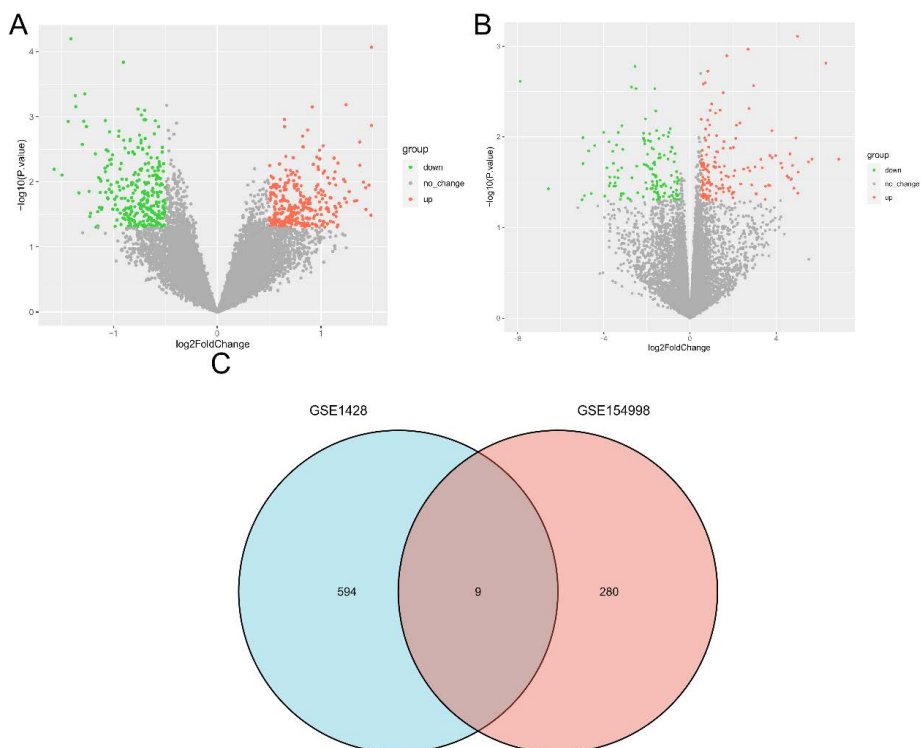 A
4
3
2
1
0
−log10(P.value)
−1
0
1
log2FoldChange
group
down
no_change
up
B
3
2
1
0
−log10(P.value)
−8
−4
0
4
log2FoldChange
group
down
no_change
up
C
GSE1428
GSE154998
594
9
280